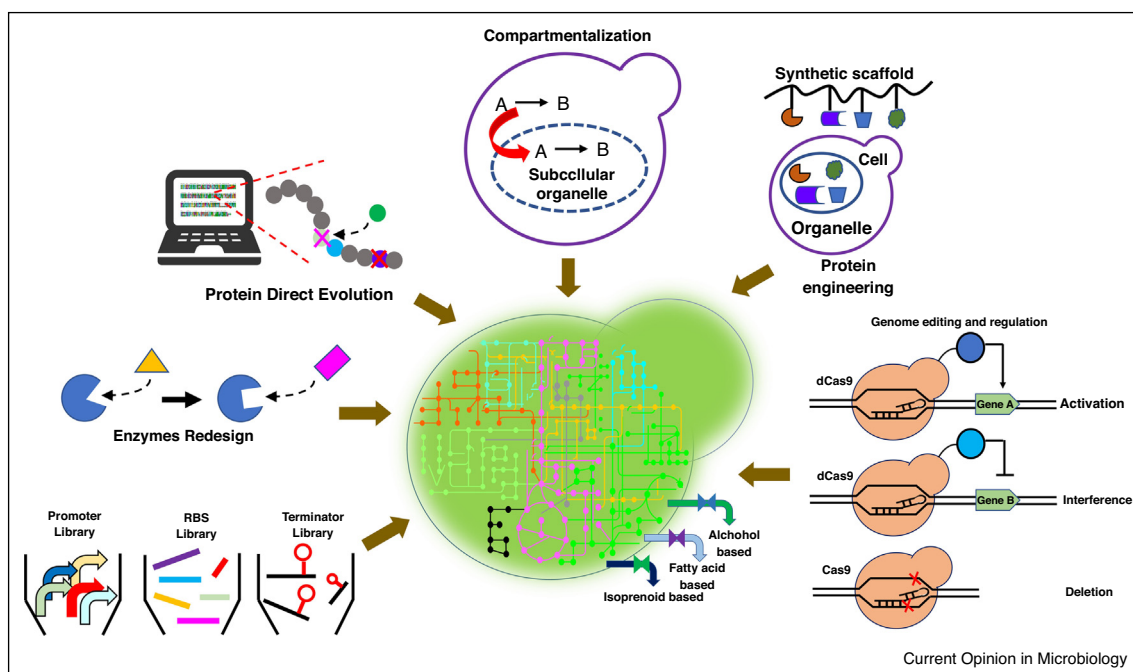 Compartmentalization
A
B
A
B
Subccllular
organelle
Synthetic scaffold
Cell
Organelle
Protein
engineering
Protein Direct Evolution
Enzymes Redesign
Promoter
Library
RBS
Library
Terminator
Library
Genome editing and regulation
dCas9
Gene A
Activation
dCas9
Gene B
Interference
Cas9
Deletion
Alchohol
based
Fatty acid
based
Isoprenoid based
Current Opinion in Microbiology